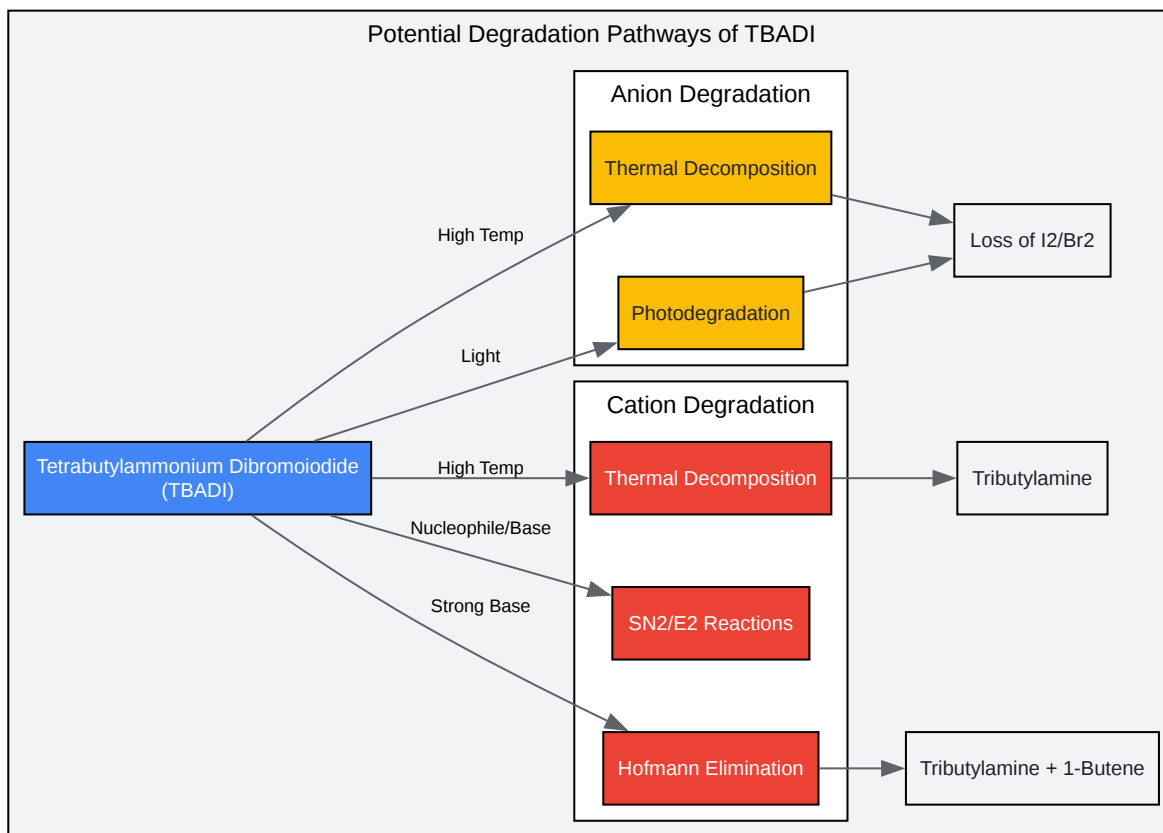 Potential Degradation Pathways of TBADI
Anion Degradation
Thermal Decomposition
High Temp
Loss of I2/Br2
Photodegradation
Light
Cation Degradation
Tetrabutylammonium Dibromoiodide
(TBADI)
High Temp
Thermal Decomposition
Tributylamine
Nucleophile/Base
SN2/E2 Reactions
Strong Base
Hofmann Elimination
Tributylamine + 1-Butene